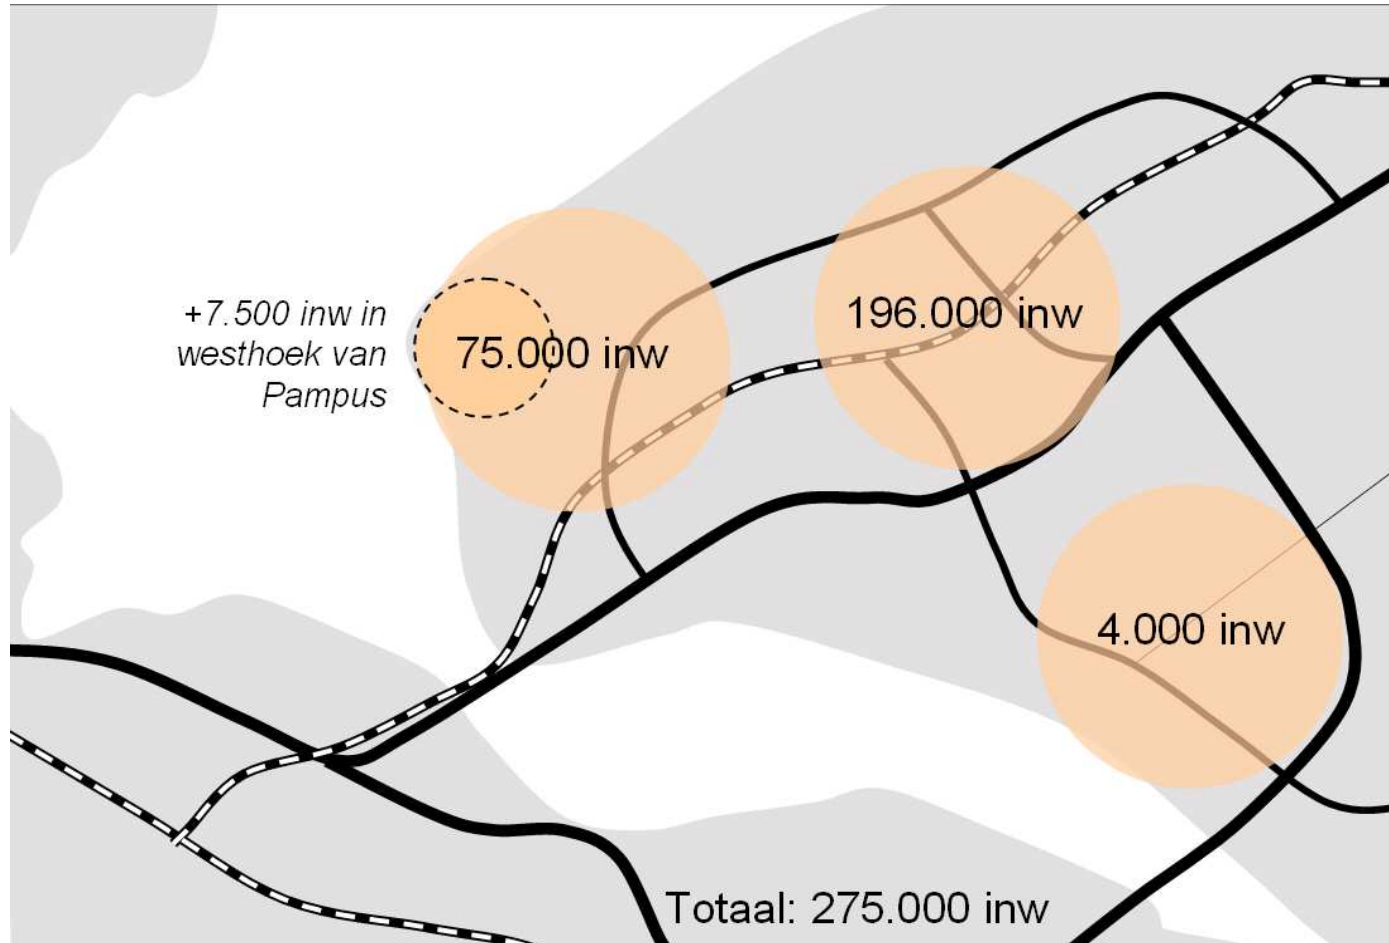 +7.500 inw in
westhoek van
Pampus
75.000 inw
196.000 inw
4.000 inw
Totaal: 275.000 inw